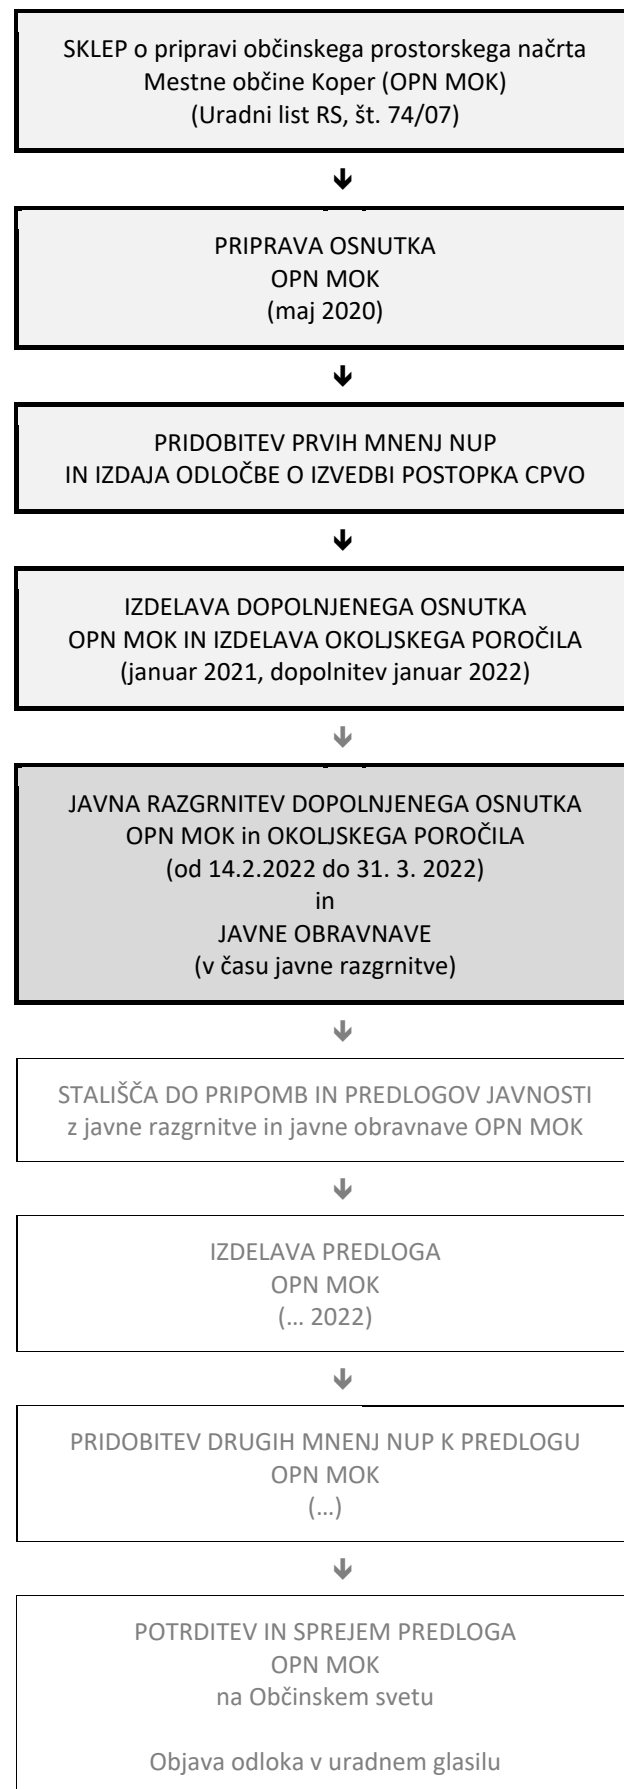 SKLEP o pripravi občinskega prostorskega načrta
Mestne občine Koper (OPN MOK)
(Uradni list RS, št. 74/07)
PRIPRAVA OSNUTKA
OPN MOK
(maj 2020)
PRIDOBITEV PRVIH MNENJ NUP
IN IZDAJA ODLOČBE O IZVEDBI POSTOPKA CPVO
IZDELAVA DOPOLNJENEGA OSNUTKA
OPN MOK IN IZDELAVA OKOLJSKEGA POROČILA
(januar 2021, dopolnitev januar 2022)
JAVNA RAZGRNITEV DOPOLNJENEGA OSNUTKA
OPN MOK in OKOLJSKEGA POROČILA
(od 14.2.2022 do 31. 3. 2022)
in
JAVNE OBRAVNAVE
(v času javne razgrnitve)
STALIŠČA DO PRIPOMB IN PREDLOGOV JAVNOSTI
z javne razgrnitve in javne obravnave OPN MOK
IZDELAVA PREDLOGA
OPN MOK
(... 2022)
PRIDOBITEV DRUGIH MNENJ NUP K PREDLOGU
OPN MOK
(...)
POTRDITEV IN SPREJEM PREDLOGA
OPN MOK
na Občinskem svetu
Objava odloka v uradnem glasilu